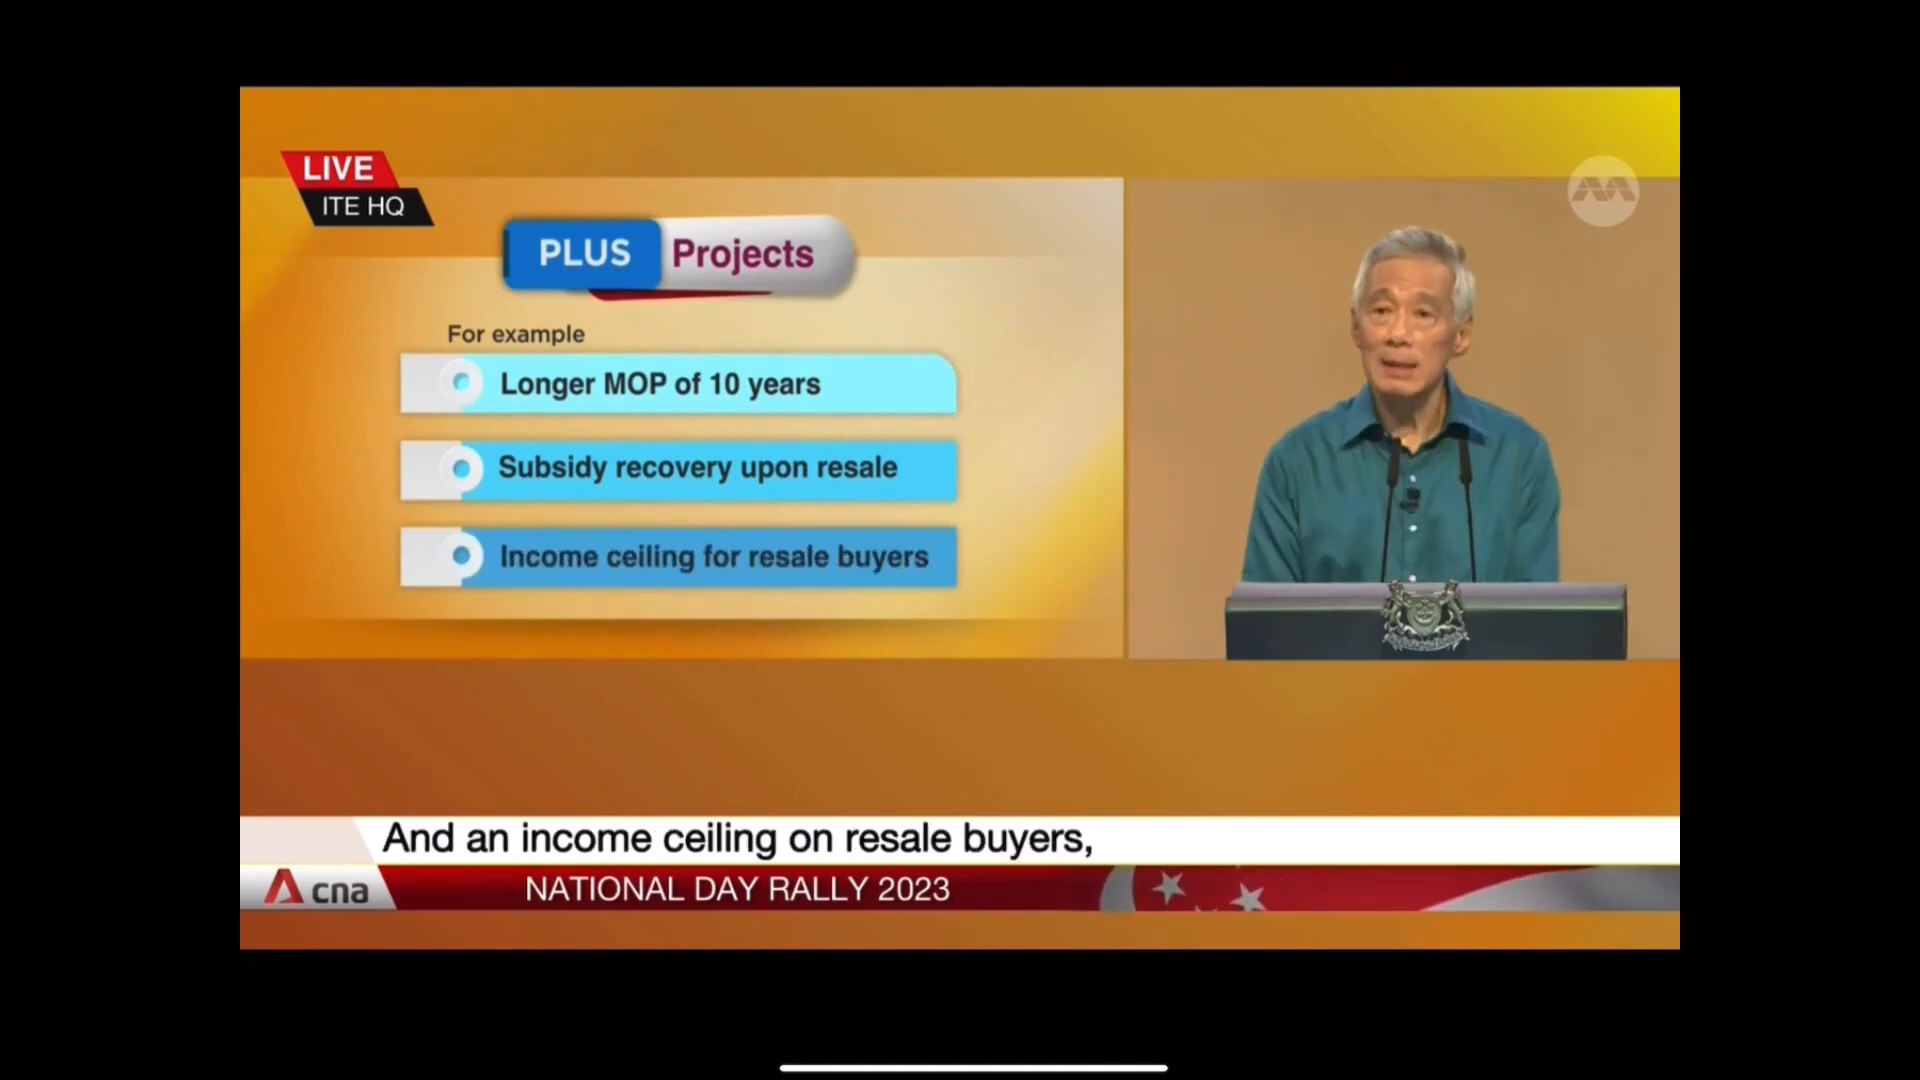 LIVE
ITE HQ
PLUS Projects
For example
Longer MOP of 10 years
Subsidy recovery upon resale
Income ceiling for resale buyers
And an income ceiling on resale buyers,
cna
NATIONAL DAY RALLY 2023